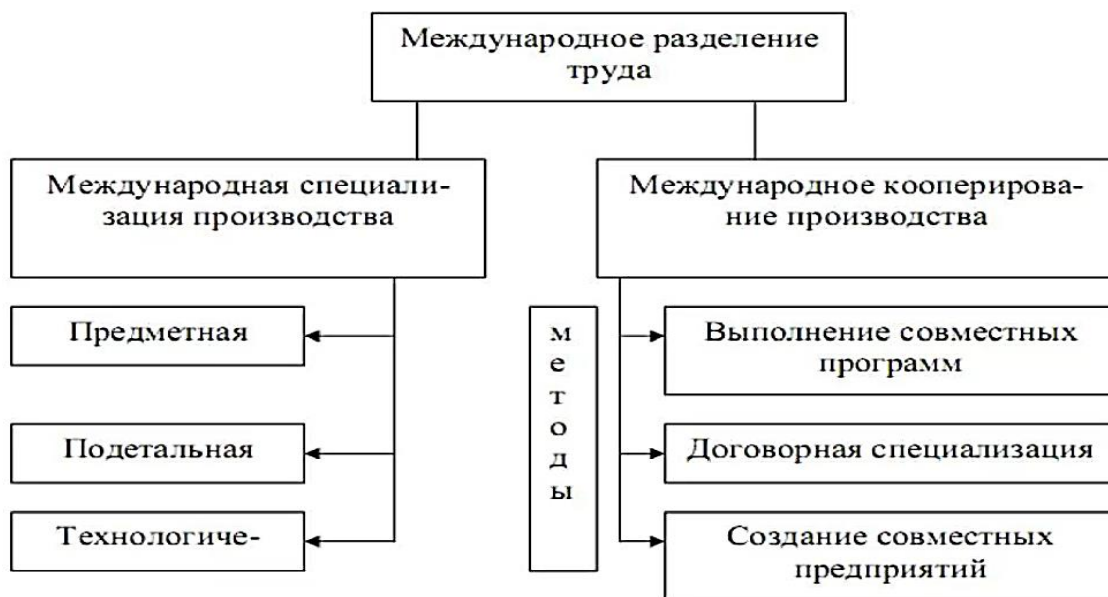 Международное разделение
труда
Международная специали-
зация производства
Международное кооперирова-
ние производства
Предметная
Подетальная
Технологиче-
методы
Выполнение совместных
программ
Договорная специализация
Создание совместных
предприятий